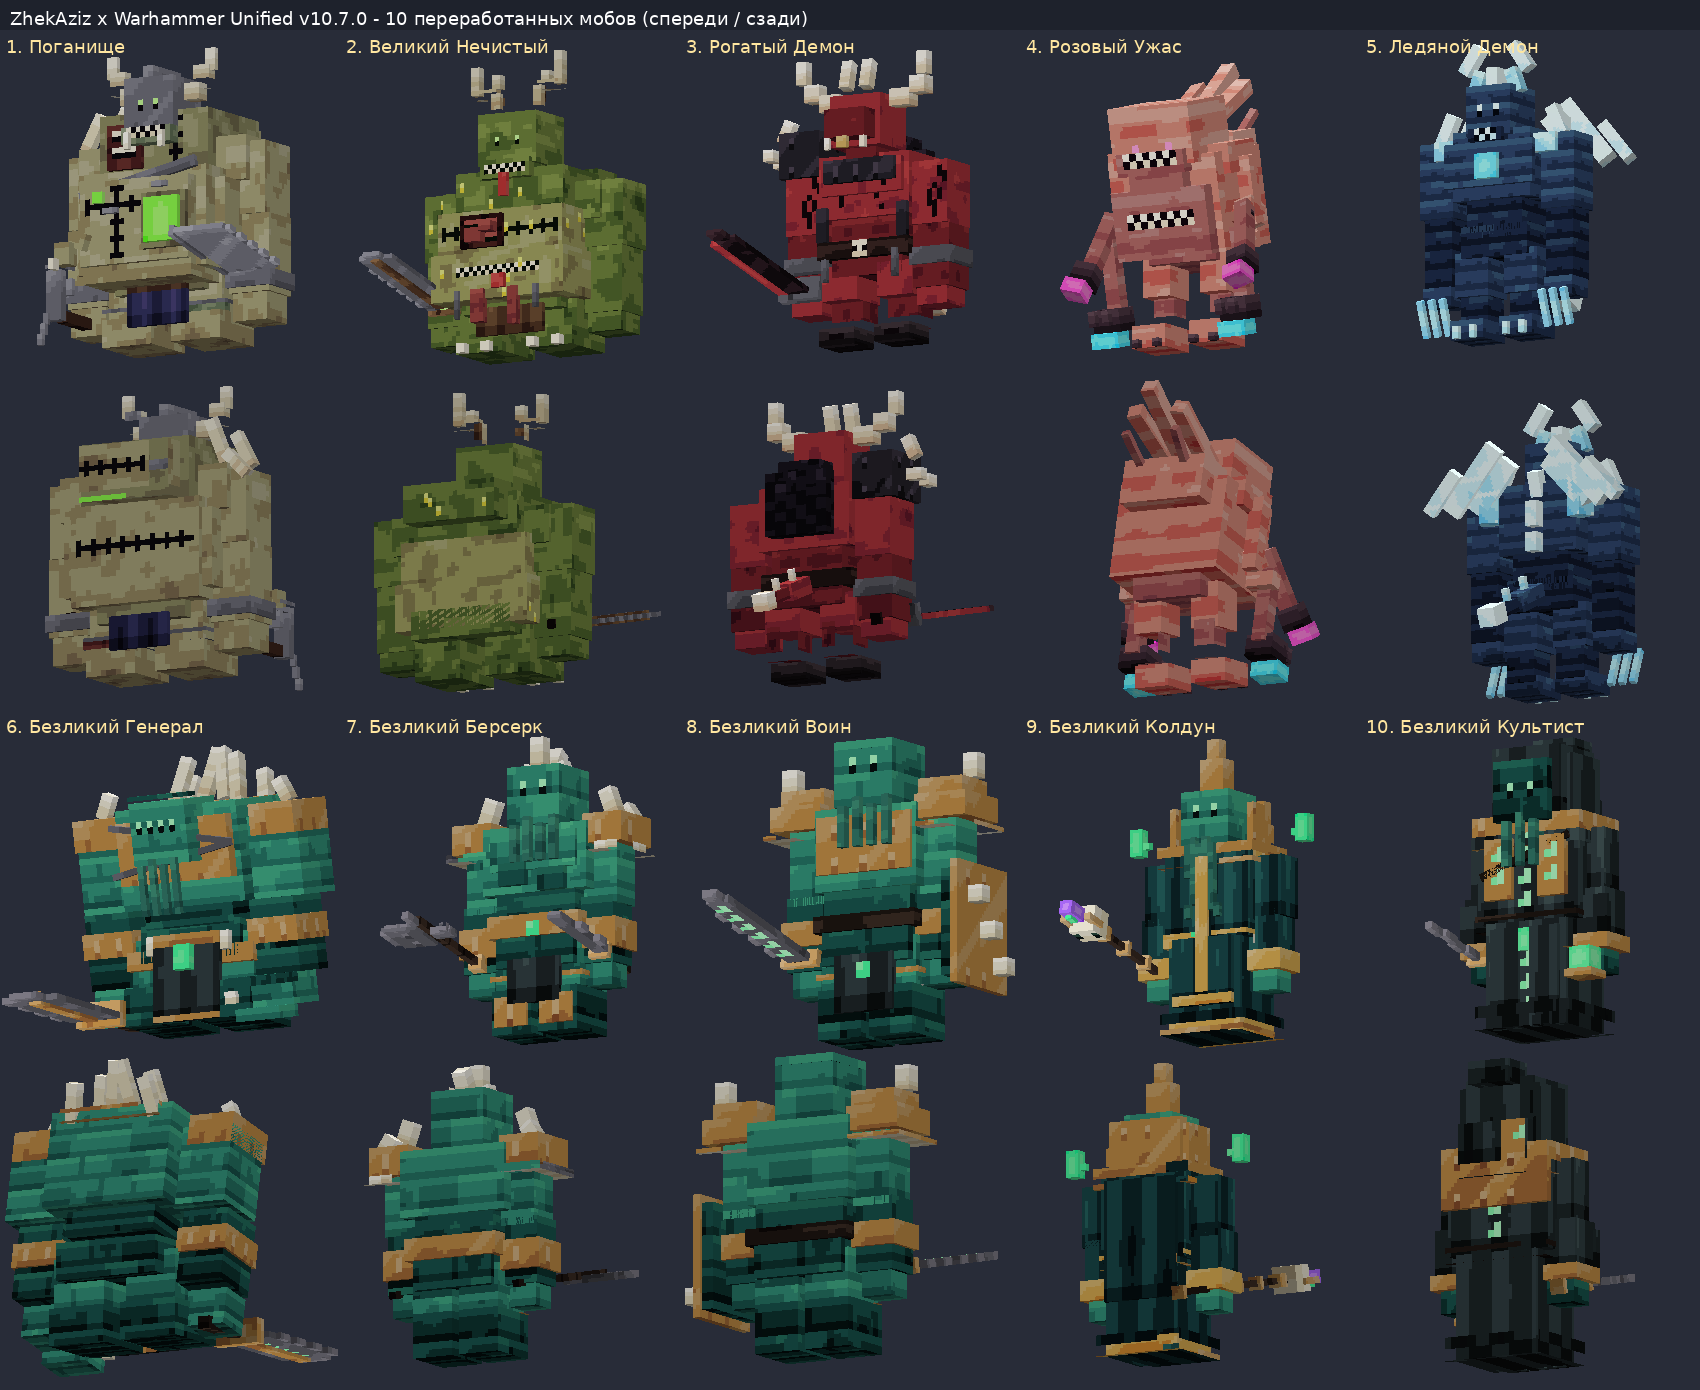 ZhekAziz x Warhammer Unified v10.7.0 - 10 переработанных мобов (спереди / сзади)
1. Поганище
2. Великий Нечистый
3. Рогатый Демон
4. Розовый Ужас
5. Ледяной Демон
6. Безликий Генерал
7. Безликий Берсерк
8. Безликий Воин
9. Безликий Колдун
10. Безликий Культист